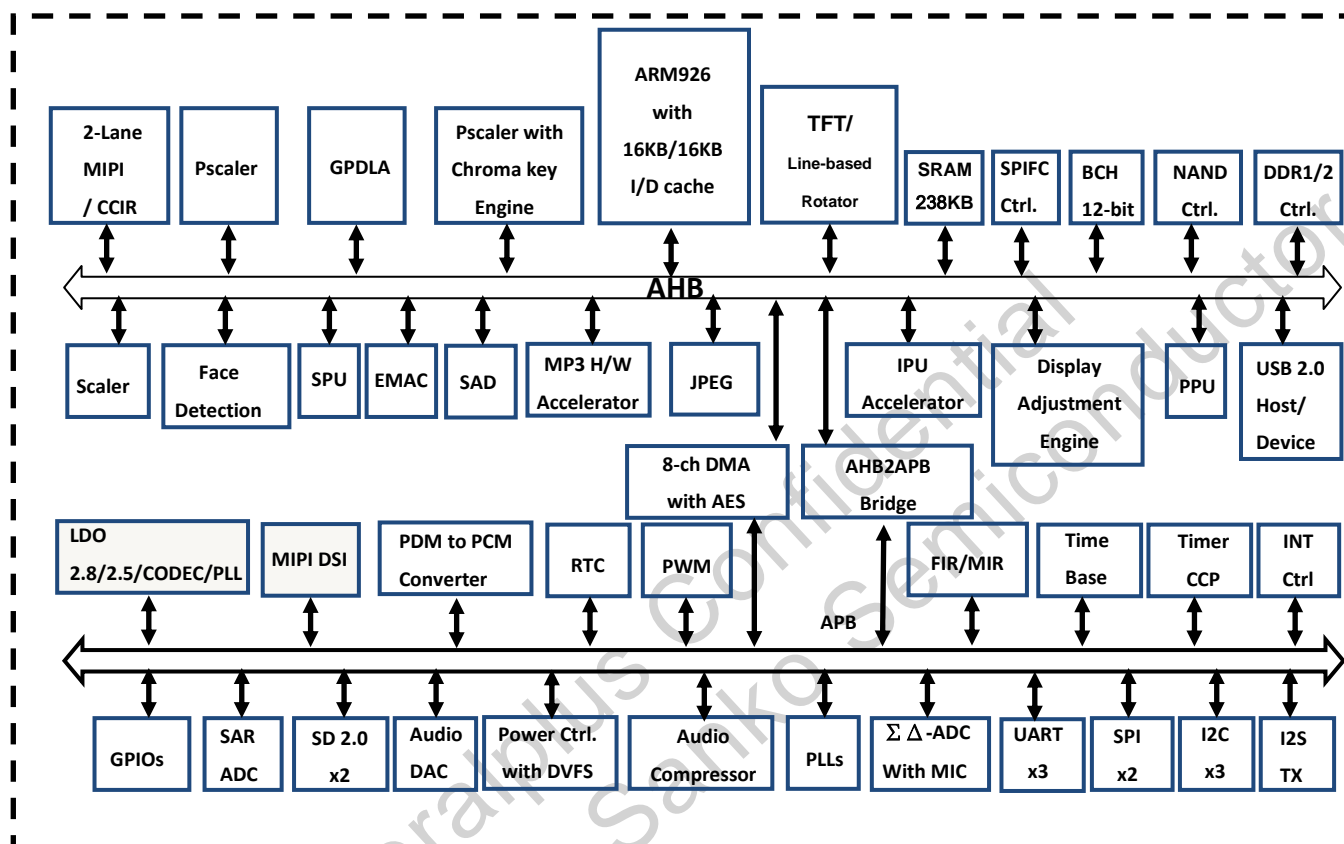 2-Lane
MIPI
/ CCIR
Pscaler
GPDLA
Pscaler with
Chroma key
Engine
ARM926
with
16KB/16KB
I/D cache
TFT/
Line-based
Rotator
SRAM
238KB
SPIFC
Ctrl.
BCH
12-bit
NAND
Ctrl.
DDR1/2
Ctrl.
AHB
Scaler
Face
Detection
SPU
EMAC
SAD
MP3 H/W
Accelerator
JPEG
IPU
Accelerator
Display
Adjustment
Engine
PPU
USB 2.0
Host/
Device
8-ch DMA
with AES
AHB2APB
Bridge
LDO
2.8/2.5/CODEC/PLL
MIPI DSI
PDM to PCM
Converter
RTC
PWM
FIR/MIR
Time
Base
Timer
CCP
INT
Ctrl
APB
GPIOs
SAR
ADC
SD 2.0
x2
Audio
DAC
Power Ctrl.
with DVFS
Audio
Compressor
PLLs
Σ Δ-ADC
With MIC
UART
x3
SPI
x2
I2C
x3
I2S
TX
eralplus Confidential
Sanko Semiconductor